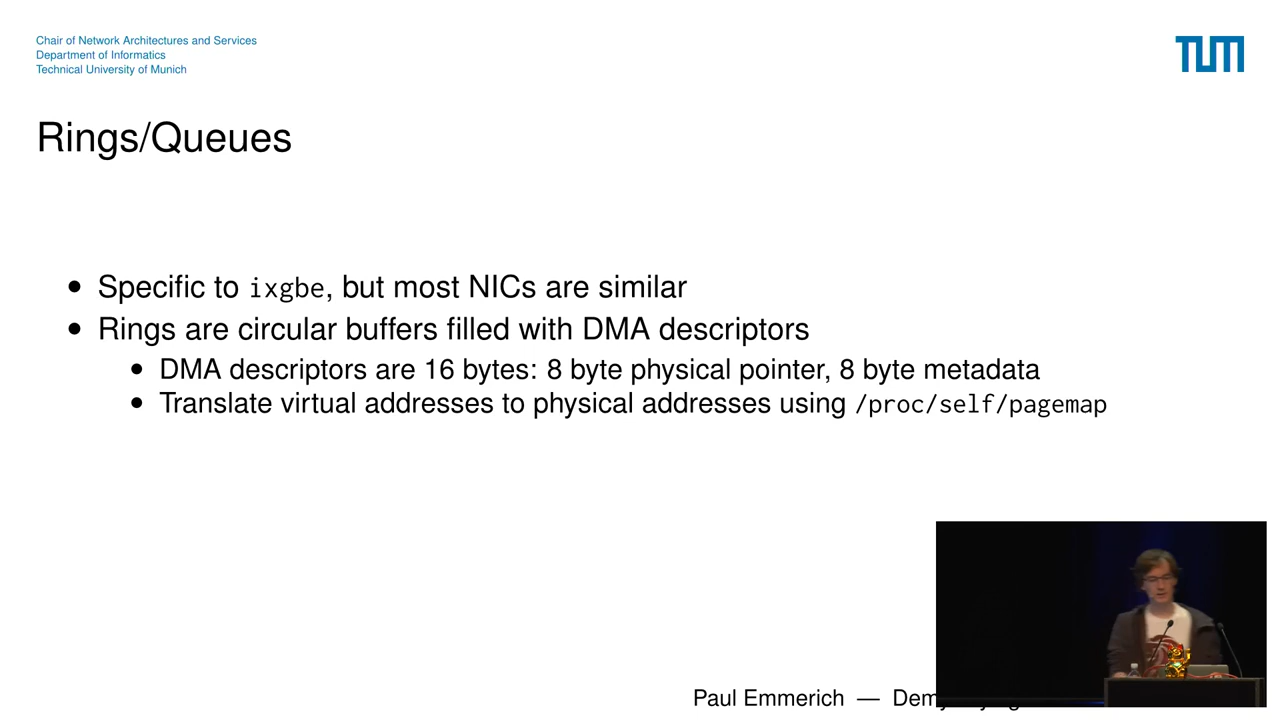 Chair of Network Architectures and Services
Department of Informatics
Technical University of Munich
TUM
Rings/Queues
• Specific to ixgbe, but most NICs are similar
• Rings are circular buffers filled with DMA descriptors
• DMA descriptors are 16 bytes: 8 byte physical pointer, 8 byte metadata
• Translate virtual addresses to physical addresses using /proc/self/pagemap
Paul Emmerich —